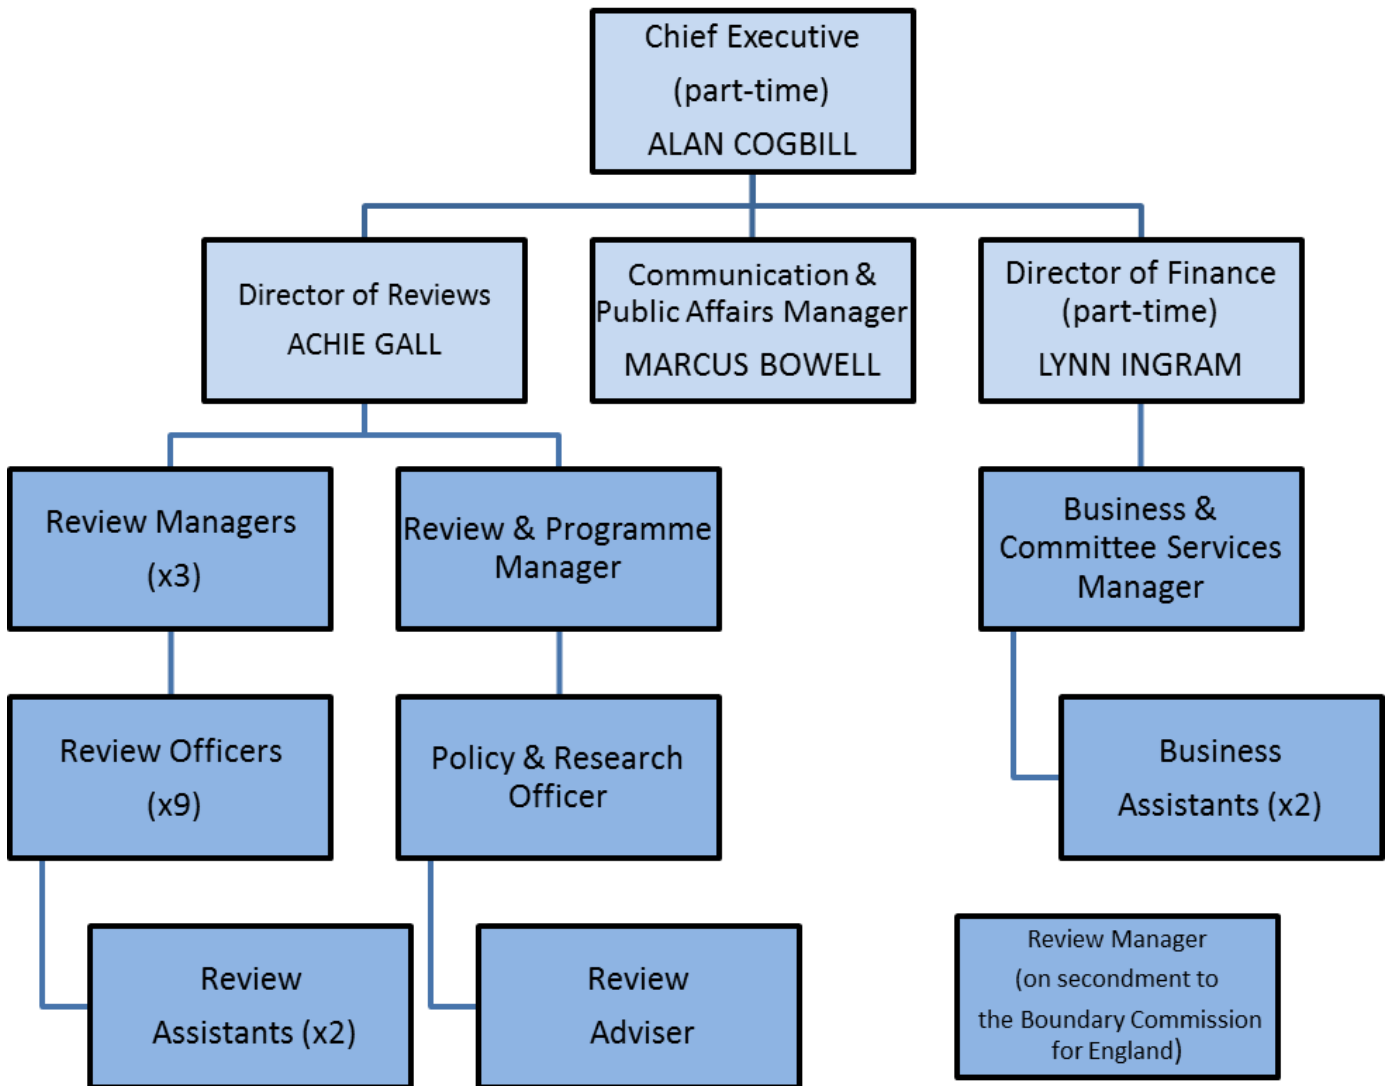 Chief Executive
(part-time)
ALAN COGBILL
Director of Reviews
ACHIE GALL
Communication &
Public Affairs Manager
MARCUS BOWELL
Director of Finance
(part-time)
LYNN INGRAM
Review Managers
(x3)
Review & Programme
Manager
Business &
Committee Services
Manager
Review Officers
(x9)
Policy & Research
Officer
Business
Assistants (x2)
Review
Assistants (x2)
Review
Adviser
Review Manager
(on secondment to
the Boundary Commission
for England)